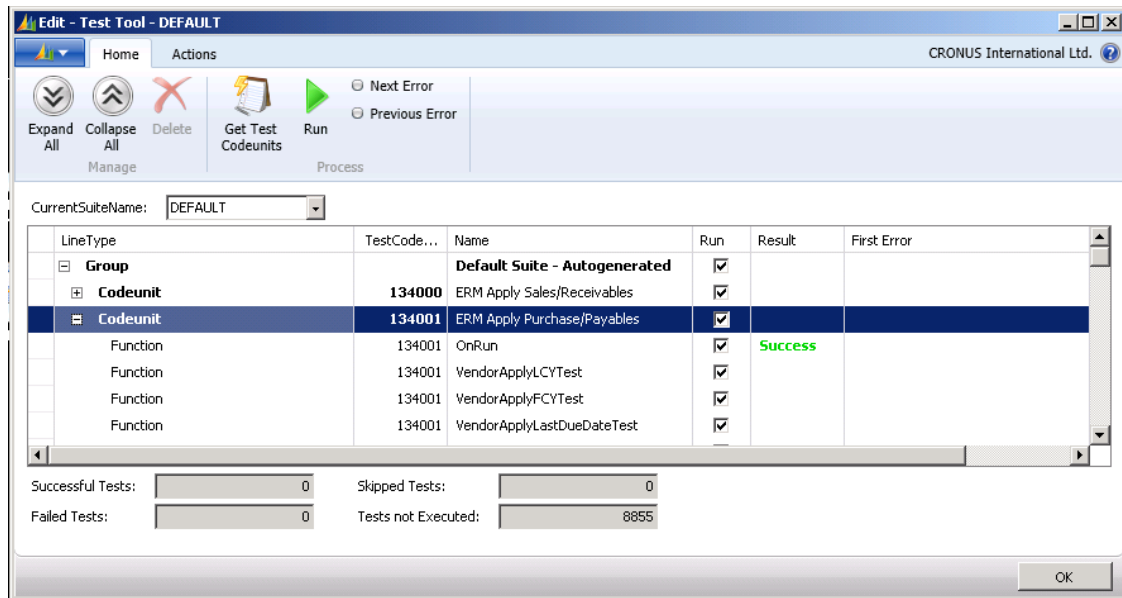 Edit - Test Tool - DEFAULT
Home Actions CRONUS International Ltd.
Expand All
Collapse All
Delete
Get Test Codeunits
Run
Next Error
Previous Error
Manage Process
CurrentSuiteName: DEFAULT
LineType TestCode... Name Run Result First Error
Group Default Suite - Autogenerated
Codeunit 134000 ERM Apply Sales/Receivables
Codeunit 134001 ERM Apply Purchase/Payables
Function 134001 OnRun Success
Function 134001 VendorApplyLCYTest
Function 134001 VendorApplyFCYTest
Function 134001 VendorApplyLastDueDateTest
Successful Tests: 0 Skipped Tests: 0
Failed Tests: 0 Tests not Executed: 8855
OK